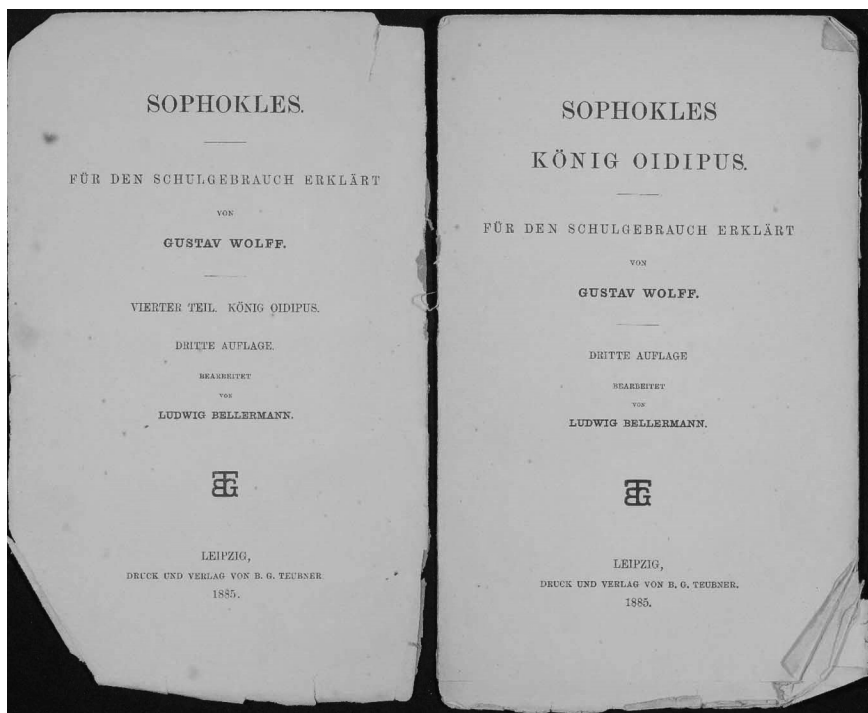 SOPHOKLES.
FÜR DEN SCHULGEBRAUCH ERKLÄRT
VON
GUSTAV WOLFF.
VIERTER TEIL. KÖNIG OIDIPUS.
DRITTE AUFLAGE.
BEARBEITET
VON
LUDWIG BELLERMANN.
BTG
LEIPZIG,
DRUCK UND VERLAG VON B. G. TEUBNER
1885.
SOPHOKLES
KÖNIG OIDIPUS.
FÜR DEN SCHULGEBRAUCH ERKLÄRT
VON
GUSTAV WOLFF.
DRITTE AUFLAGE
BEARBEITET
VON
LUDWIG BELLERMANN.
BTG
LEIPZIG,
DRUCK UND VERLAG VON B. G. TEUBNER.
1885.